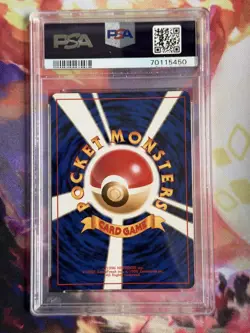 PSA
PSA
70115450
POCKET MONSTERS
CARD GAME